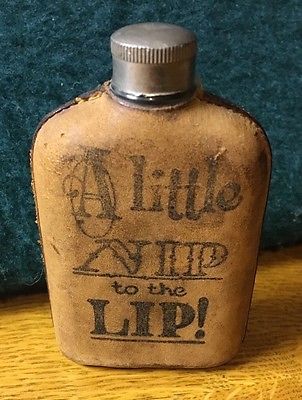 A little
NIP
to the
LIP!